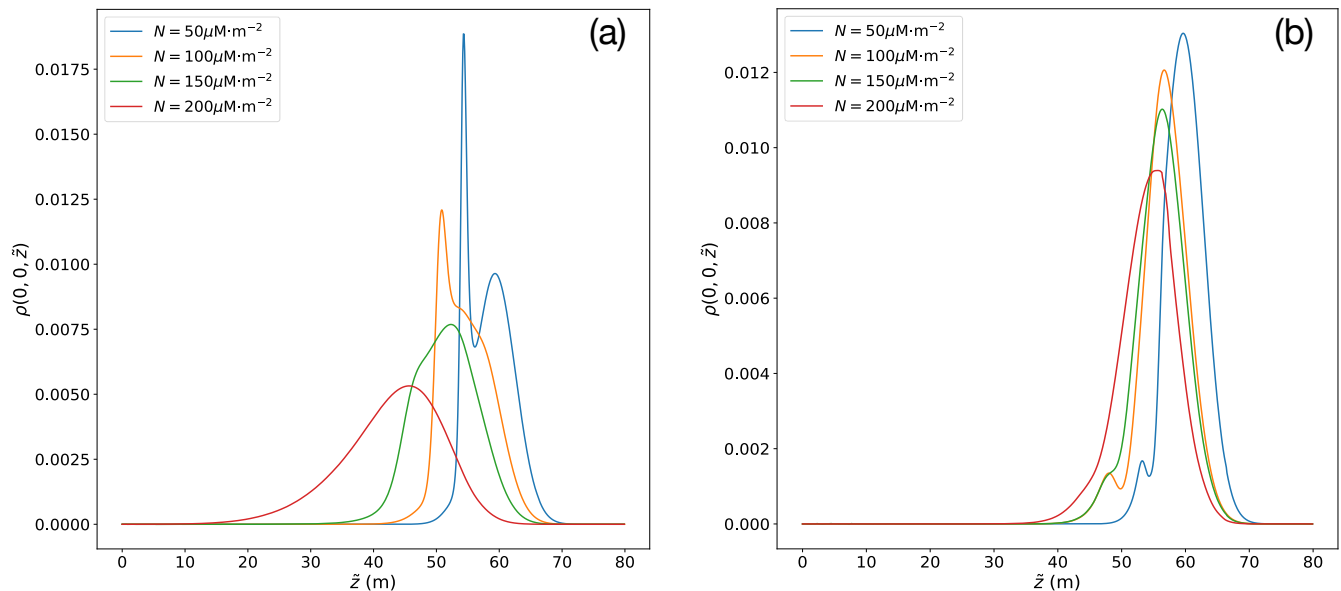 (a)
N = 50μM·m⁻²
N = 100μM·m⁻²
N = 150μM·m⁻²
N = 200μM·m⁻²
ρ(0, 0, z̃)
0.0175
0.0150
0.0125
0.0100
0.0075
0.0050
0.0025
0.0000
0 10 20 30 40 50 60 70 80
z̃ (m)
(b)
N = 50μM·m⁻²
N = 100μM·m⁻²
N = 150μM·m⁻²
N = 200μM·m⁻²
ρ(0, 0, z̃)
0.012
0.010
0.008
0.006
0.004
0.002
0.000
0 10 20 30 40 50 60 70 80
z̃ (m)